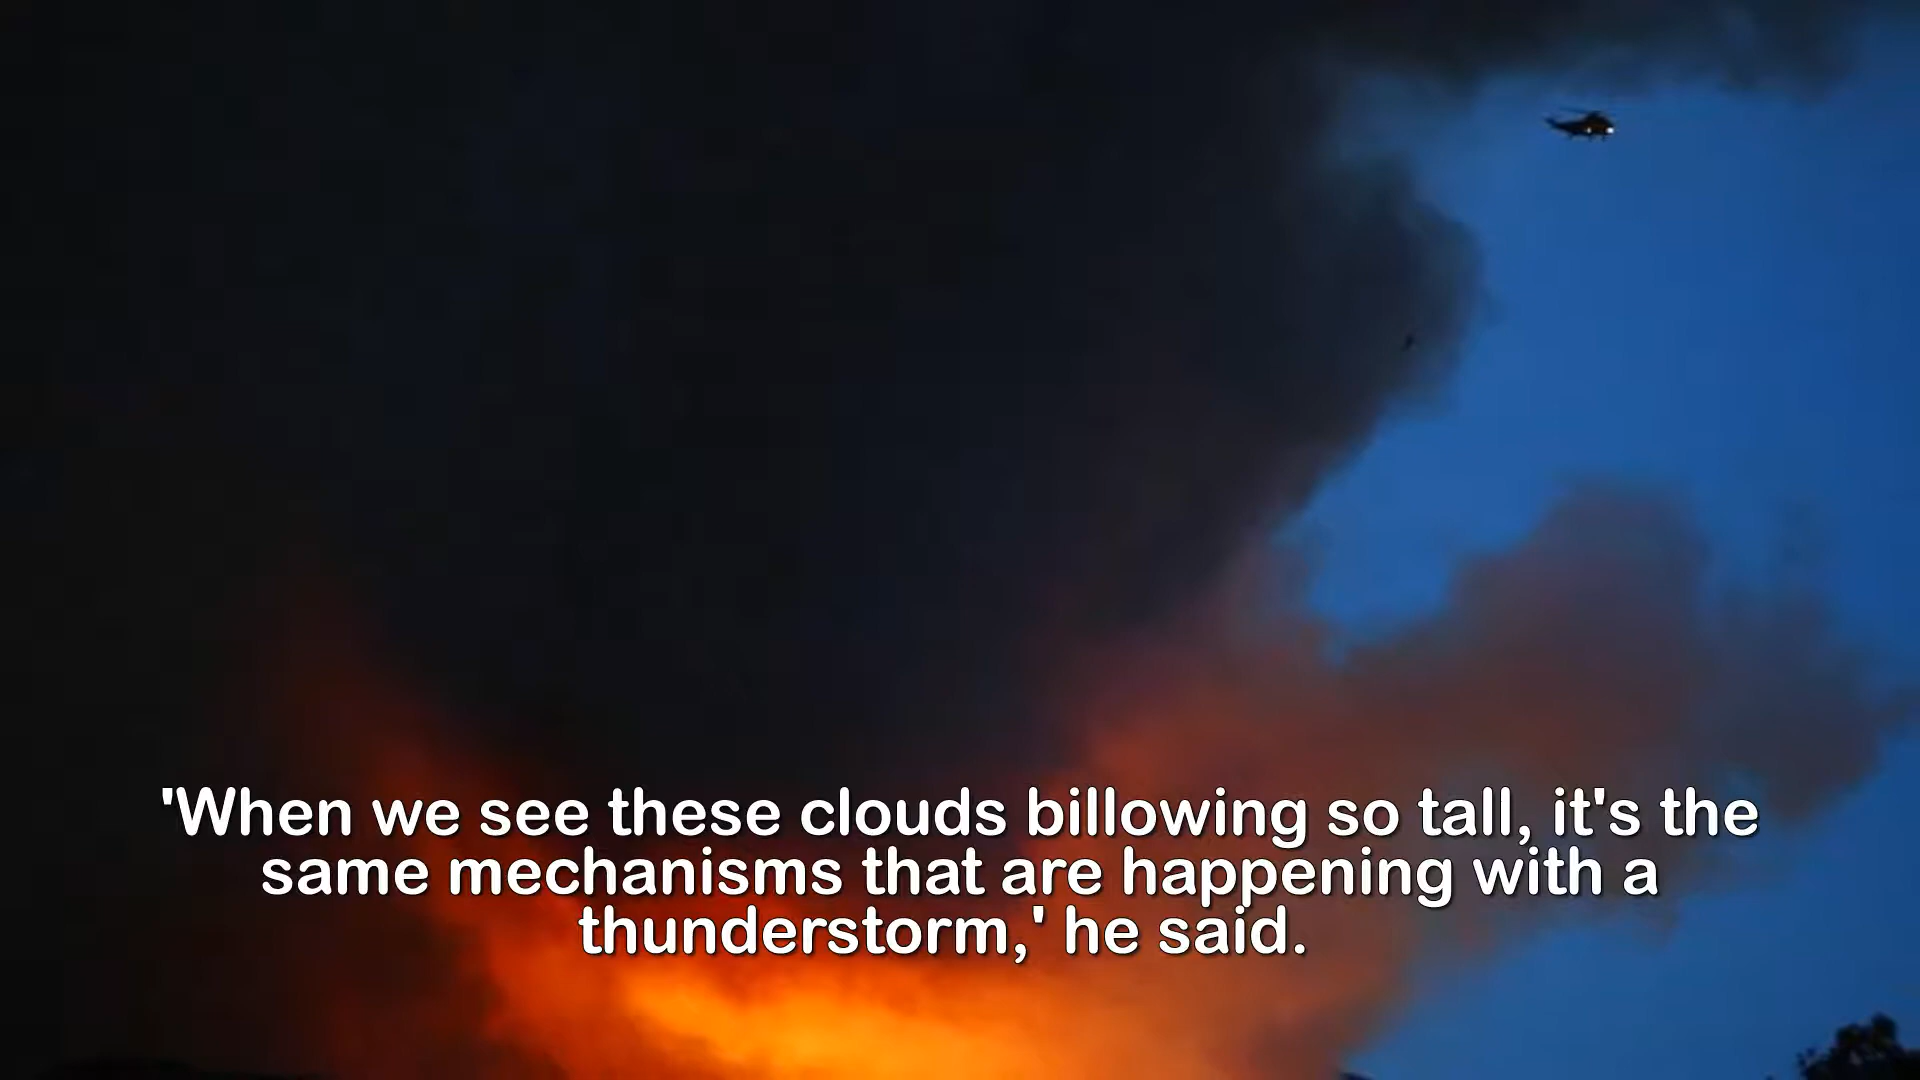 'When we see these clouds billowing so tall, it's the
same mechanisms that are happening with a
thunderstorm,' he said.